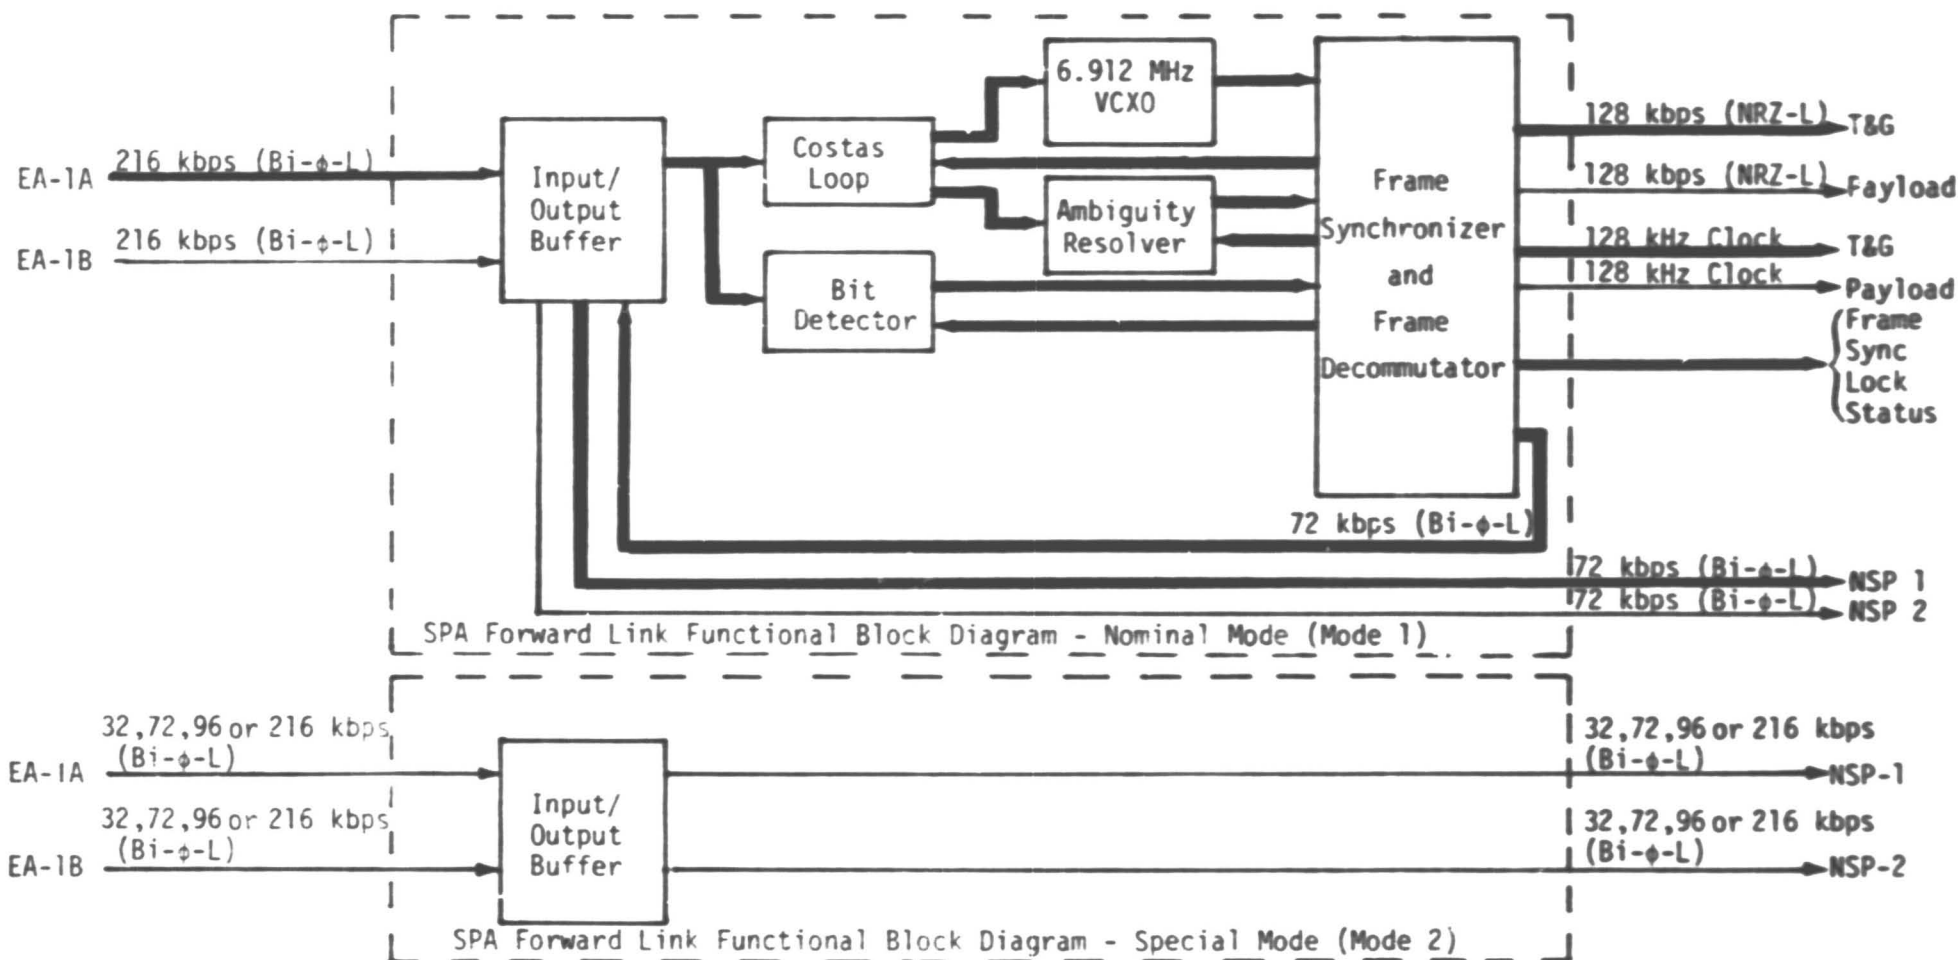 6.912 MHz
VCXO
128 kbps (NRZ-L)
T&G
216 kbps (Bi-ϕ-L)
EA-1A
Input/
Output
Buffer
Costas
Loop
Frame
Synchronizer
and
Frame
Decommutator
128 kbps (NRZ-L)
Fayload
216 kbps (Bi-ϕ-L)
EA-1B
Ambiguity
Resolver
128 kHz Clock
T&G
128 kHz Clock
Payload
Bit
Detector
Frame
Sync
Lock
Status
72 kbps (Bi-ϕ-L)
72 kbps (Bi-ϕ-L)
NSP 1
72 kbps (Bi-ϕ-L)
NSP 2
SPA Forward Link Functional Block Diagram - Nominal Mode (Mode 1)
32,72,96 or 216 kbps
(Bi-ϕ-L)
EA-1A
32,72,96 or 216 kbps
(Bi-ϕ-L)
EA-1B
Input/
Output
Buffer
32,72,96 or 216 kbps
(Bi-ϕ-L)
NSP-1
32,72,96 or 216 kbps
(Bi-ϕ-L)
NSP-2
SPA Forward Link Functional Block Diagram - Special Mode (Mode 2)